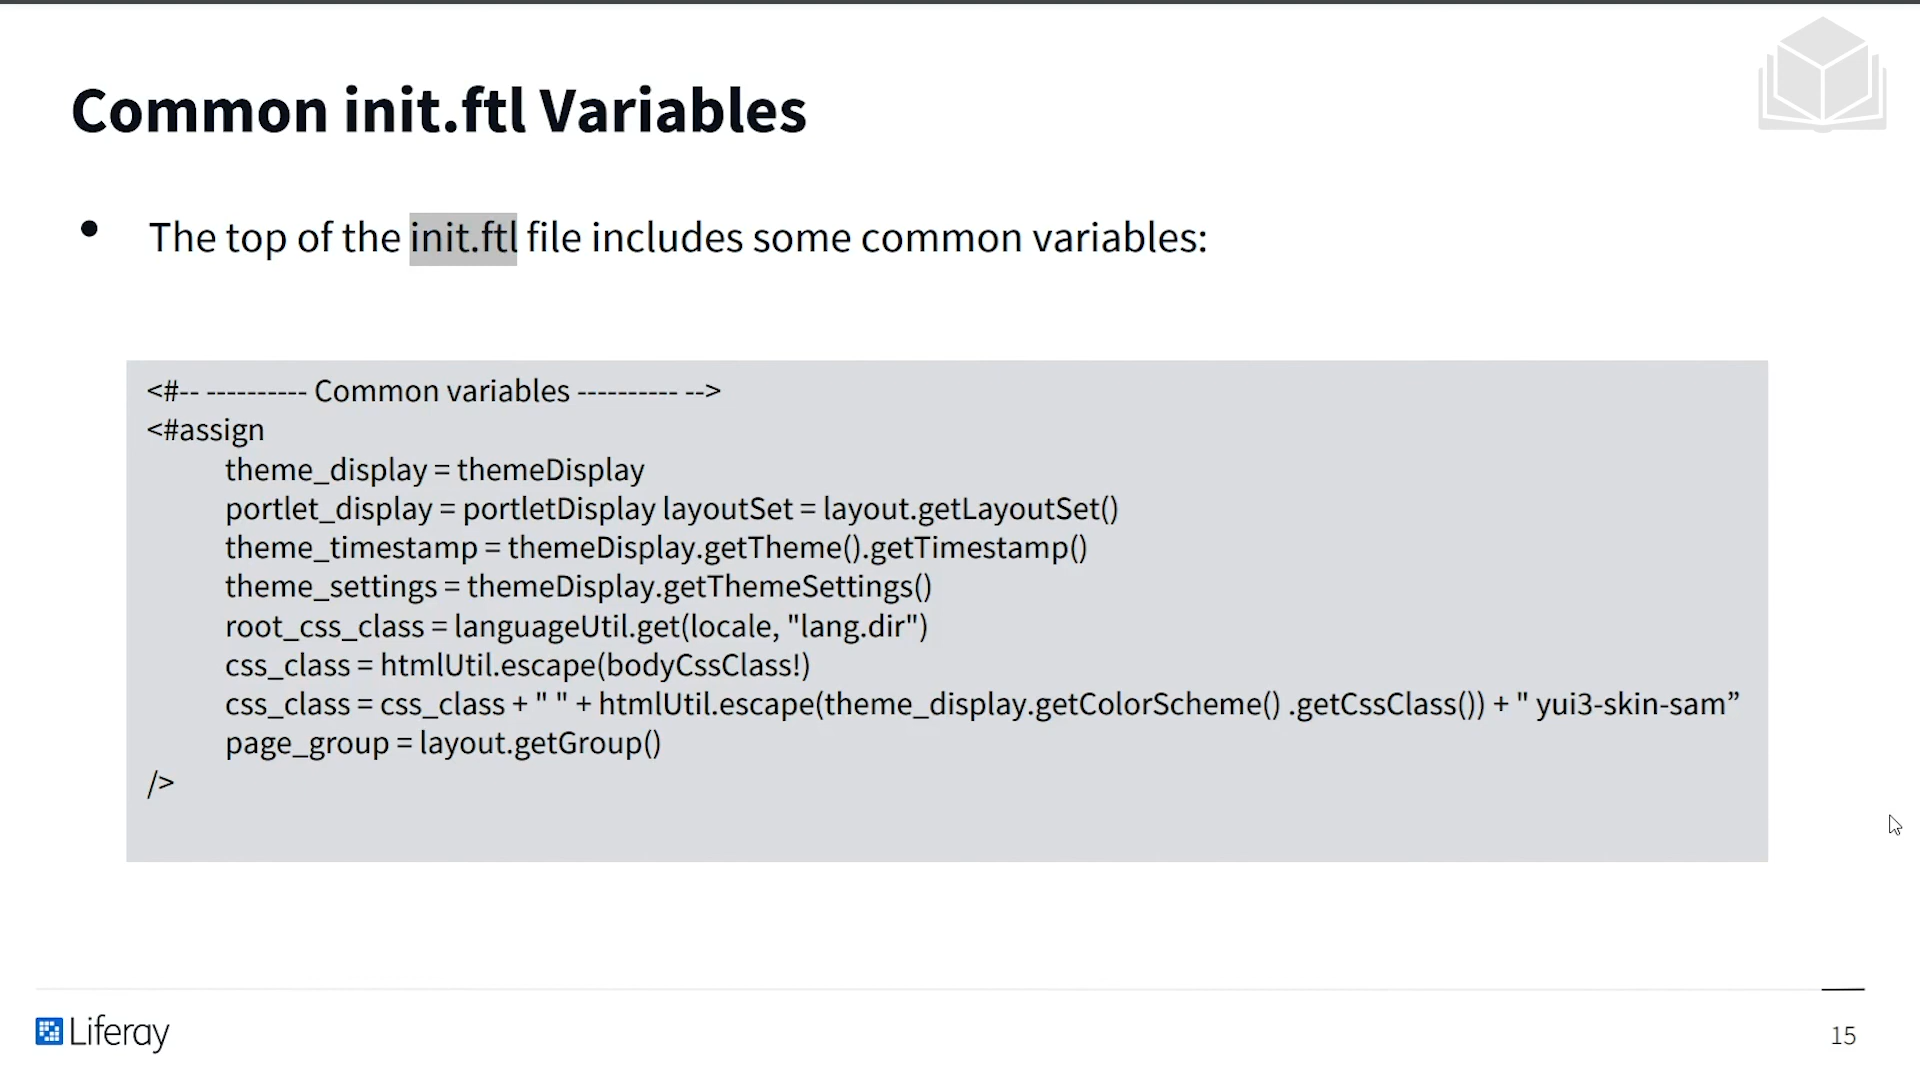 Common init.ftl Variables
• The top of the init.ftl file includes some common variables:
<#-- ---------- Common variables ---------- -->
<#assign
theme_display = themeDisplay
portlet_display = portletDisplay layoutSet = layout.getLayoutSet()
theme_timestamp = themeDisplay.getTheme().getTimestamp()
theme_settings = themeDisplay.getThemeSettings()
root_css_class = languageUtil.get(locale, "lang.dir")
css_class = htmlUtil.escape(bodyCssClass!)
css_class = css_class + " " + htmlUtil.escape(theme_display.getColorScheme() .getCssClass()) + " yui3-skin-sam”
page_group = layout.getGroup()
/>
Liferay
15